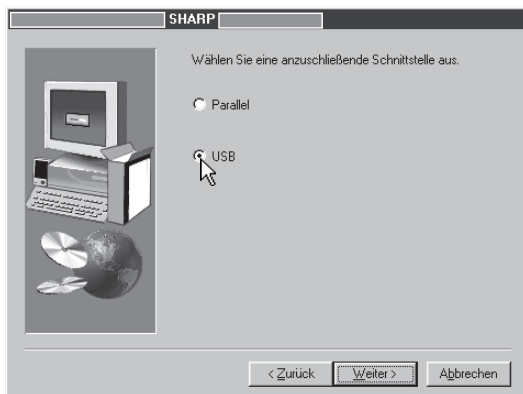 SHARP
Wählen Sie eine anzuschließende Schnittstelle aus.
Parallel
USB
< Zurück Weiter > Abbrechen